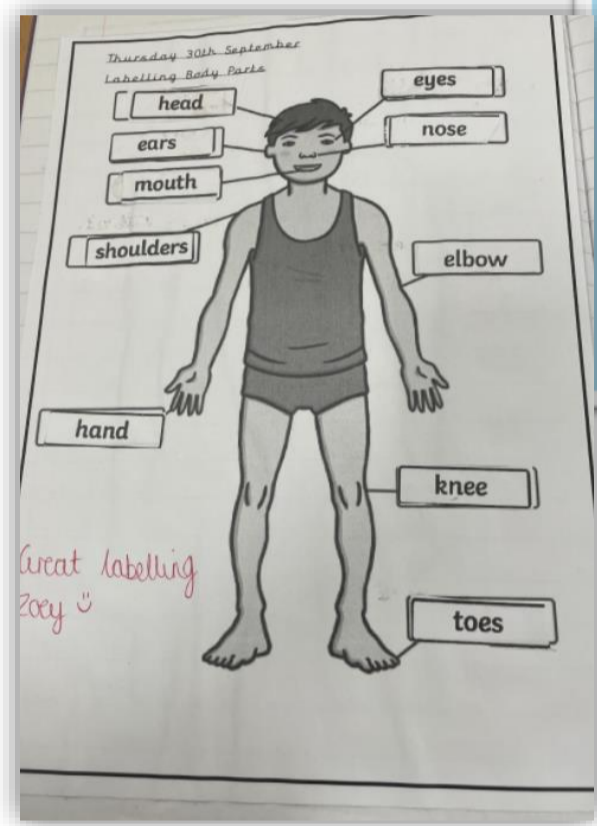 Thursday 30th September
Labelling Body Parts
head
eyes
ears
nose
mouth
shoulders
elbow
hand
knee
Great labelling
Zoey ☺
toes